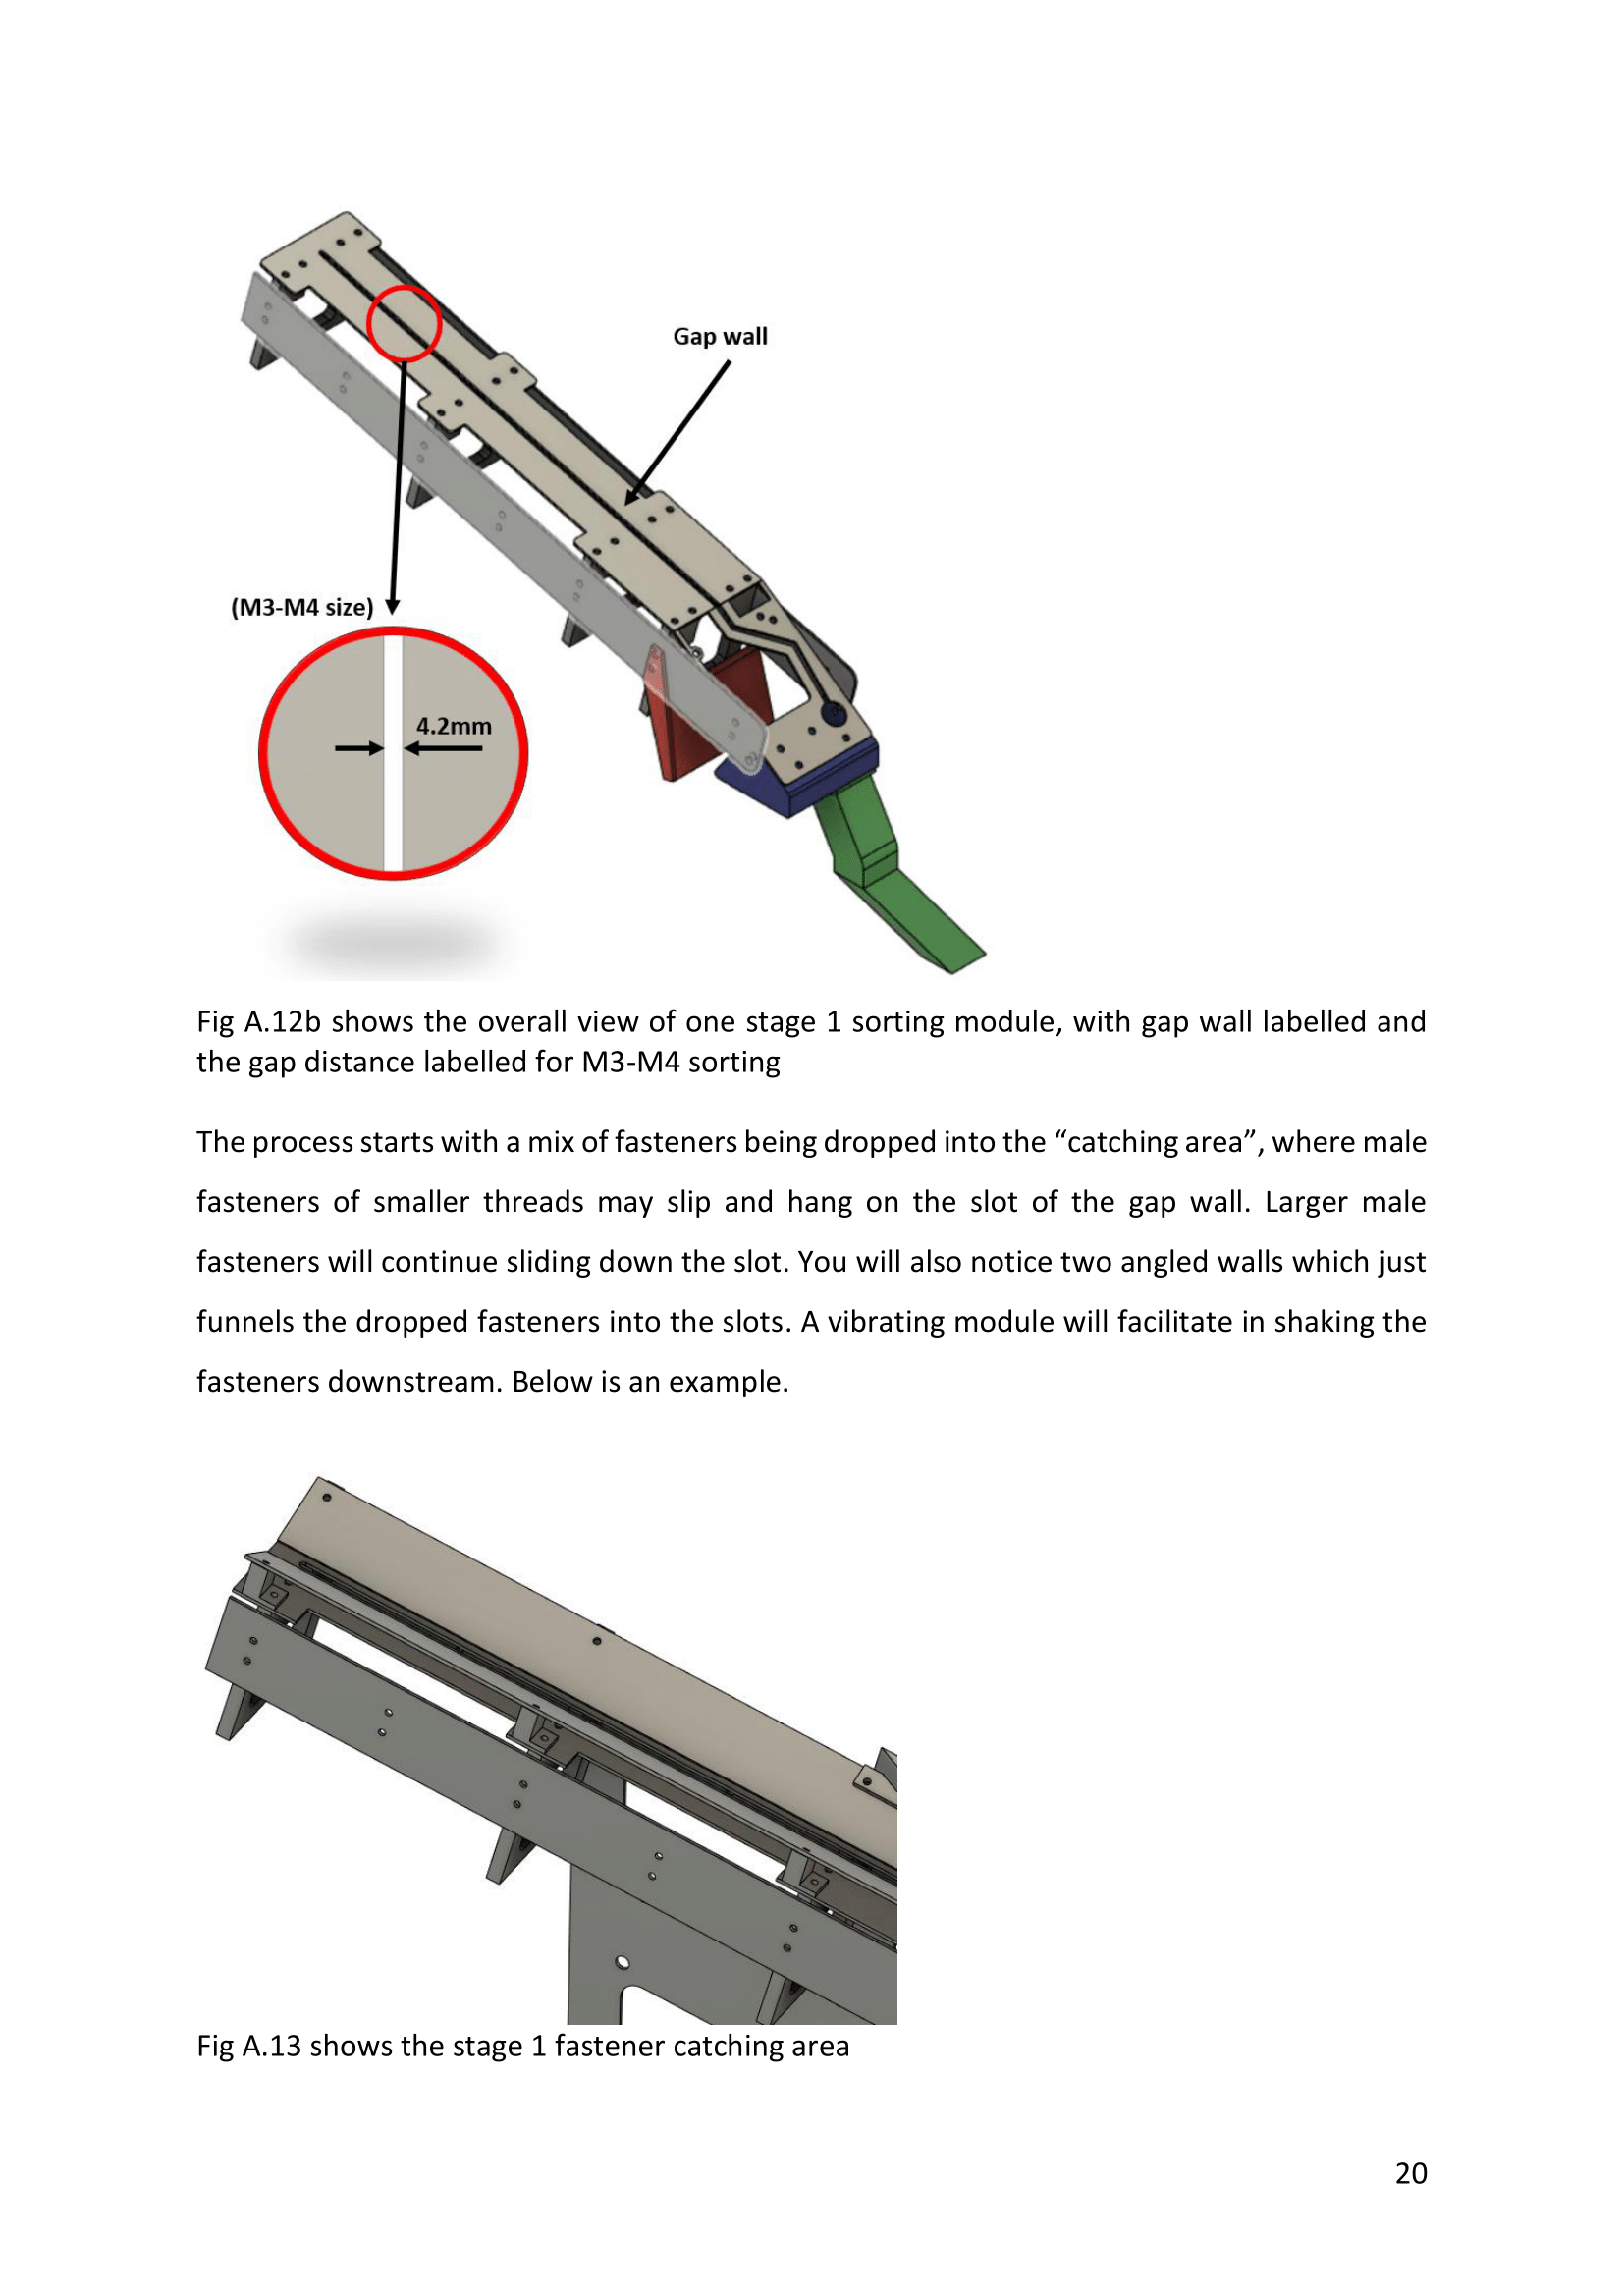 Gap wall
(M3-M4 size)
4.2mm
Fig A.12b shows the overall view of one stage 1 sorting module, with gap wall labelled and
the gap distance labelled for M3-M4 sorting
The process starts with a mix of fasteners being dropped into the “catching area”, where male
fasteners of smaller threads may slip and hang on the slot of the gap wall. Larger male
fasteners will continue sliding down the slot. You will also notice two angled walls which just
funnels the dropped fasteners into the slots. A vibrating module will facilitate in shaking the
fasteners downstream. Below is an example.
Fig A.13 shows the stage 1 fastener catching area
20